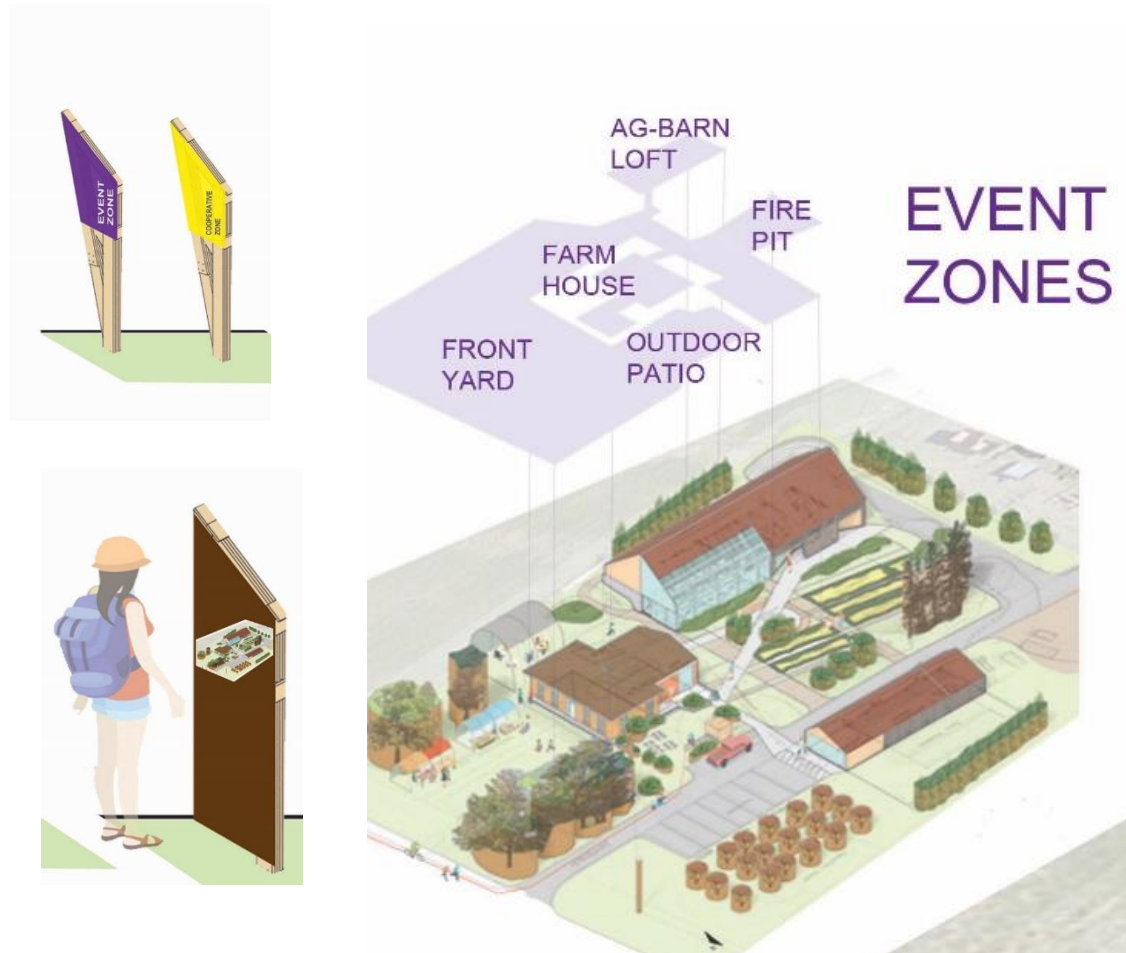 EVENT
ZONE
COOPERATIVE
ZONE
AG-BARN
LOFT
FIRE
PIT
FARM
HOUSE
FRONT
YARD
OUTDOOR
PATIO
EVENT
ZONES